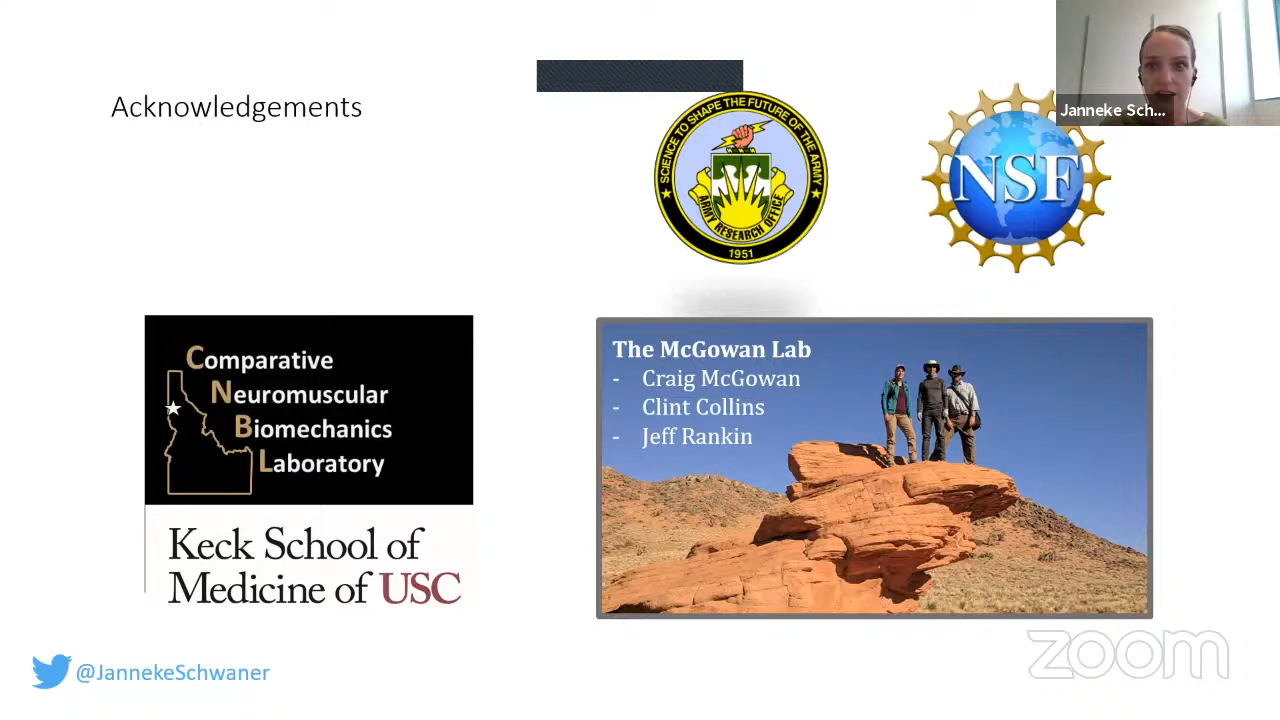 Acknowledgements
SCIENCE TO SHAPE THE FUTURE OF THE ARMY
ARMY RESEARCH OFFICE
1951
NSF
Janneke Sch...
Comparative
Neuromuscular
Biomechanics
Laboratory
Keck School of
Medicine of USC
The McGowan Lab
- Craig McGowan
- Clint Collins
- Jeff Rankin
@JannekeSchwaner
zoom